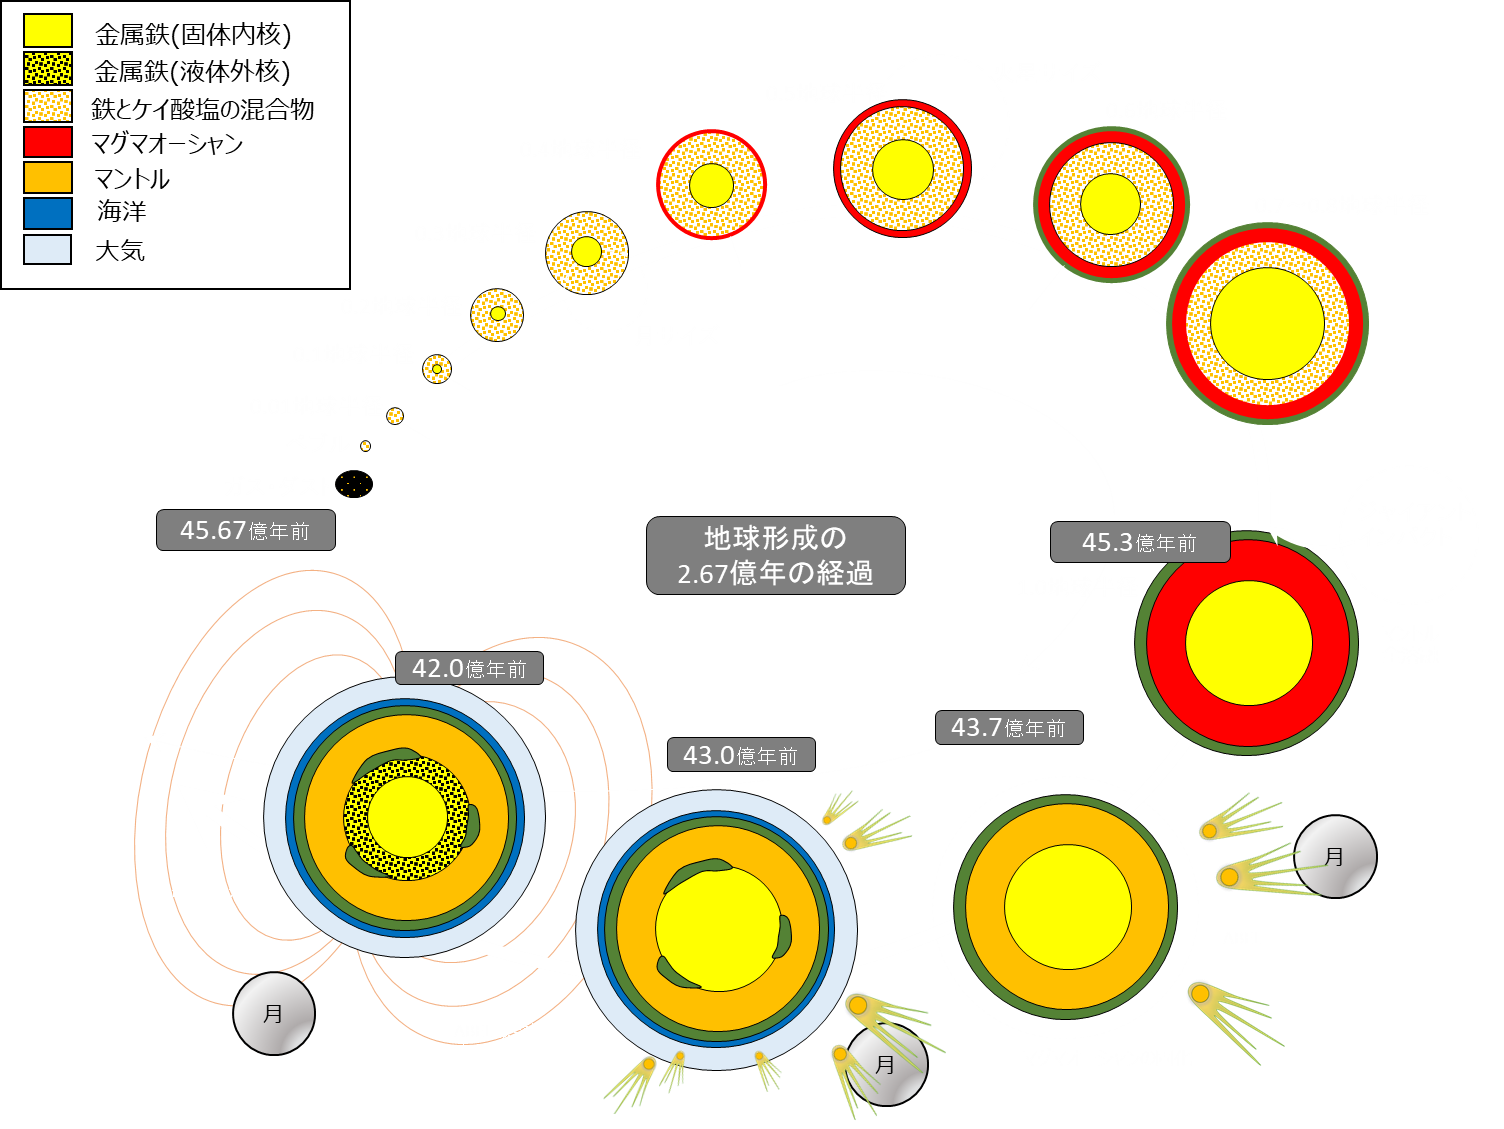 金属鉄(固体内核)
金属鉄(液体外核)
鉄とケイ酸塩の混合物
マグマオーシャン
マントル
海洋
大気
45.67億年前
地球形成の
2.67億年の経過
45.3億年前
42.0億年前
43.7億年前
43.0億年前
月
月
月